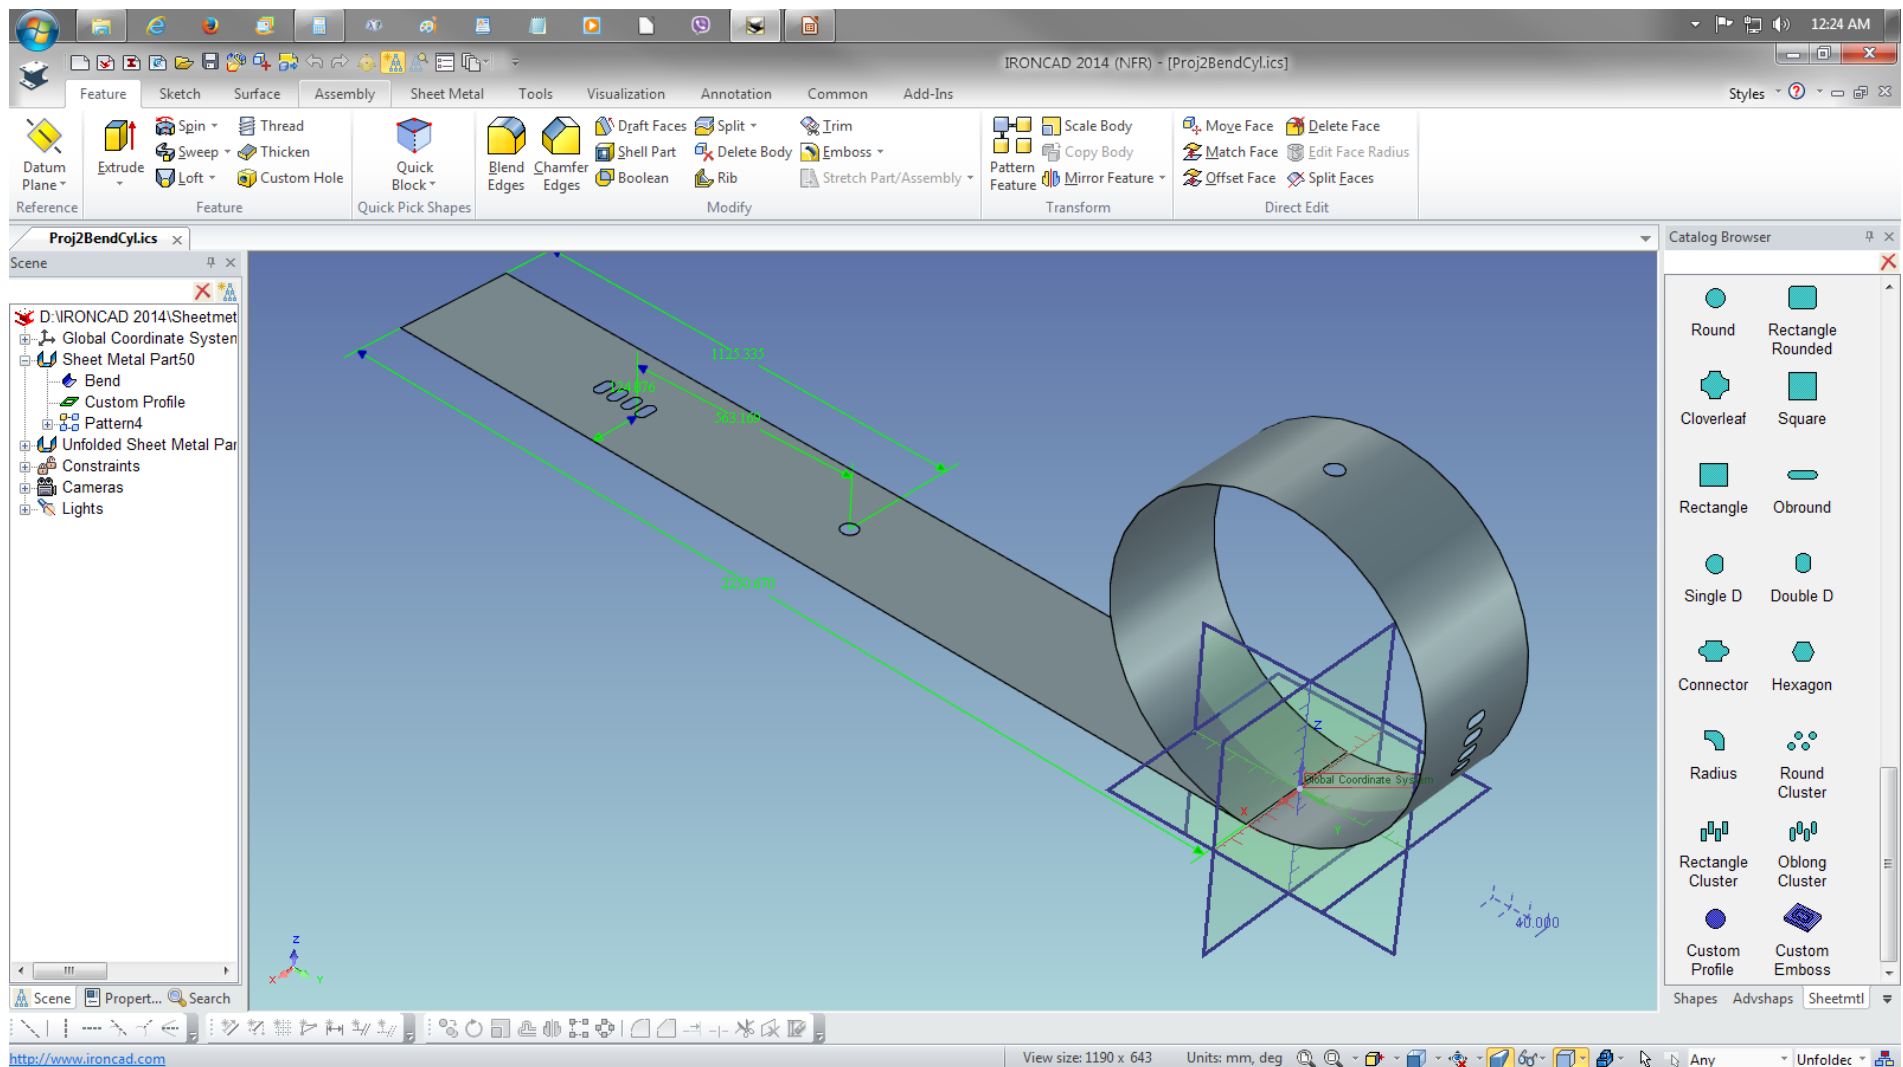 12:24 AM
IRONCAD 2014 (NFR) - [Proj2BendCyl.ics]
Feature Sketch Surface Assembly Sheet Metal Tools Visualization Annotation Common Add-Ins Styles
Spin Thread Draft Faces Split Trim Scale Body Move Face Delete Face
Sweep Thicken Shell Part Delete Body Emboss Copy Body Match Face Edit Face Radius
Loft Custom Hole Boolean Rib Stretch Part/Assembly Mirror Feature Offset Face Split Faces
Datum Plane Extrude Quick Block Blend Edges Chamfer Edges Pattern Feature
Reference Feature Quick Pick Shapes Modify Transform Direct Edit
Proj2BendCyl.ics
Catalog Browser
Scene
D:\IRONCAD 2014\Sheetmet
Global Coordinate System
Sheet Metal Part50
Bend
Custom Profile
Pattern4
Unfolded Sheet Metal Par
Constraints
Cameras
Lights
1125.335
2250.670
Z
Global Coordinate System
X
Y
40.000
Z
X
Y
Round Rectangle Rounded
Cloverleaf Square
Rectangle Obround
Single D Double D
Connector Hexagon
Radius Round Cluster
Rectangle Cluster Oblong Cluster
Custom Profile Custom Emboss
Scene Propert... Search
Shapes Advshaps Sheetmtl
http://www.ironcad.com
View size: 1190 x 643 Units: mm, deg Any Unfoldec